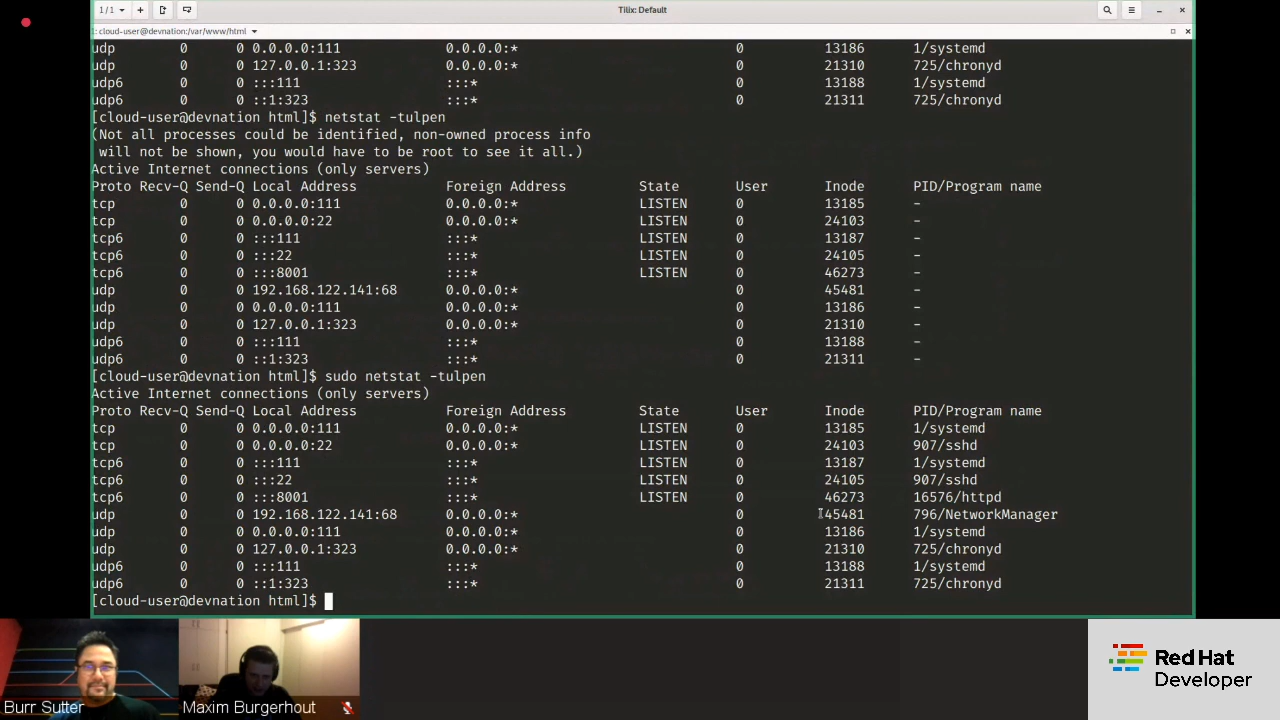 1/1
Tilix: Default
: cloud-user@devnation:/var/www/html
udp 0 0 0.0.0.0:111 0.0.0.0:* 0 13186 1/systemd
udp 0 0 127.0.0.1:323 0.0.0.0:* 0 21310 725/chronyd
udp6 0 0 :::111 :::* 0 13188 1/systemd
udp6 0 0 ::1:323 :::* 0 21311 725/chronyd
[cloud-user@devnation html]$ netstat -tulpen
(Not all processes could be identified, non-owned process info
will not be shown, you would have to be root to see it all.)
Active Internet connections (only servers)
Proto Recv-Q Send-Q Local Address Foreign Address State User Inode PID/Program name
tcp 0 0 0.0.0.0:111 0.0.0.0:* LISTEN 0 13185 -
tcp 0 0 0.0.0.0:22 0.0.0.0:* LISTEN 0 24103 -
tcp6 0 0 :::111 :::* LISTEN 0 13187 -
tcp6 0 0 :::22 :::* LISTEN 0 24105 -
tcp6 0 0 :::8001 :::* LISTEN 0 46273 -
udp 0 0 192.168.122.141:68 0.0.0.0:* 0 45481 -
udp 0 0 0.0.0.0:111 0.0.0.0:* 0 13186 -
udp 0 0 127.0.0.1:323 0.0.0.0:* 0 21310 -
udp6 0 0 :::111 :::* 0 13188 -
udp6 0 0 ::1:323 :::* 0 21311 -
[cloud-user@devnation html]$ sudo netstat -tulpen
Active Internet connections (only servers)
Proto Recv-Q Send-Q Local Address Foreign Address State User Inode PID/Program name
tcp 0 0 0.0.0.0:111 0.0.0.0:* LISTEN 0 13185 1/systemd
tcp 0 0 0.0.0.0:22 0.0.0.0:* LISTEN 0 24103 907/sshd
tcp6 0 0 :::111 :::* LISTEN 0 13187 1/systemd
tcp6 0 0 :::22 :::* LISTEN 0 24105 907/sshd
tcp6 0 0 :::8001 :::* LISTEN 0 46273 16576/httpd
udp 0 0 192.168.122.141:68 0.0.0.0:* 0 45481 796/NetworkManager
udp 0 0 0.0.0.0:111 0.0.0.0:* 0 13186 1/systemd
udp 0 0 127.0.0.1:323 0.0.0.0:* 0 21310 725/chronyd
udp6 0 0 :::111 :::* 0 13188 1/systemd
udp6 0 0 ::1:323 :::* 0 21311 725/chronyd
[cloud-user@devnation html]$
Burr Sutter
Maxim Burgerhout
Red Hat
Developer